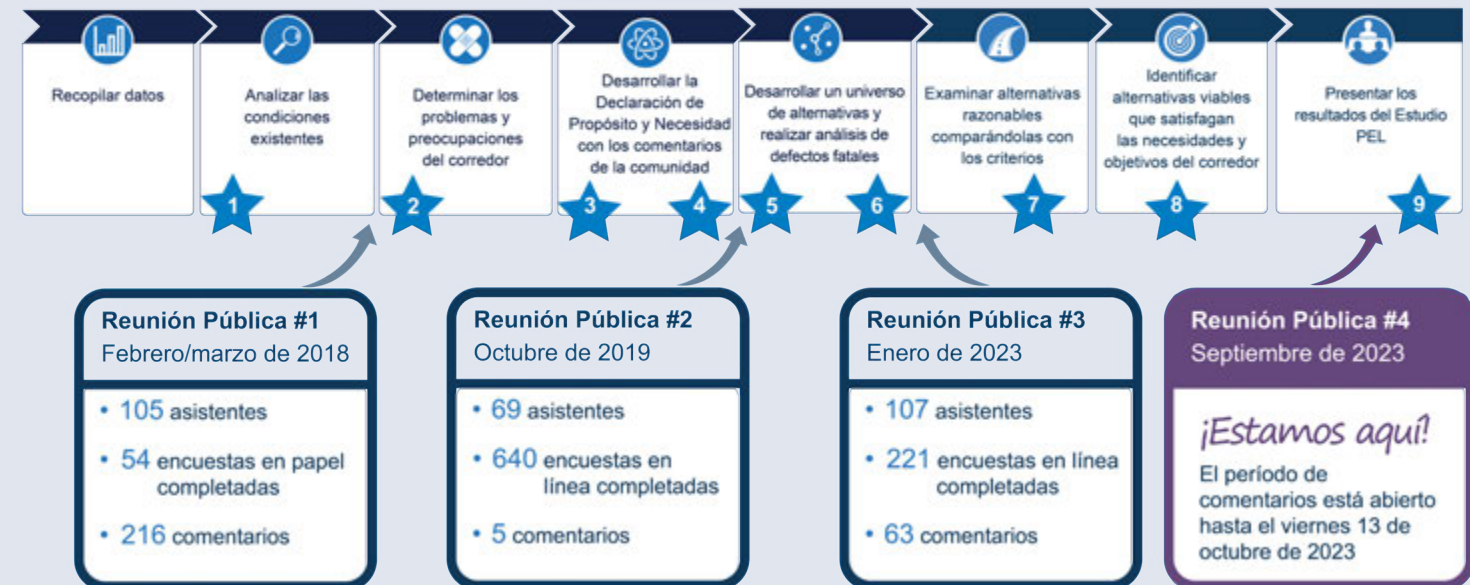 Recopilar datos
Analizar las
condiciones
existentes
Determinar los
problemas y
preocupaciones
del corredor
Desarrollar la
Declaración de
Propósito y Necesidad
con los comentarios
de la comunidad
Desarrollar un universo
de alternativas y
realizar análisis de
defectos fatales
Examinar alternativas
razonables
comparándolas con
los criterios
Identificar
alternativas viables
que satisfagan
las necesidades y
objetivos del corredor
Presentar los
resultados del Estudio
PEL
1
2
3
4
5
6
7
8
9
Reunión Pública #1
Febrero/marzo de 2018
• 105 asistentes
• 54 encuestas en papel
completadas
• 216 comentarios
Reunión Pública #2
Octubre de 2019
• 69 asistentes
• 640 encuestas en
línea completadas
• 5 comentarios
Reunión Pública #3
Enero de 2023
• 107 asistentes
• 221 encuestas en línea
completadas
• 63 comentarios
Reunión Pública #4
Septiembre de 2023
¡Estamos aquí!
El período de
comentarios está abierto
hasta el viernes 13 de
octubre de 2023